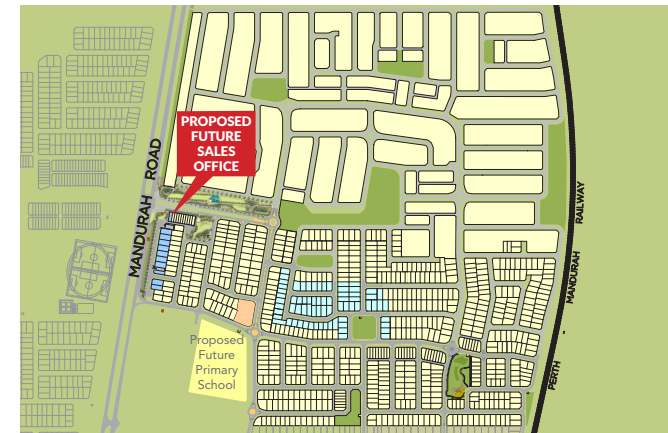 PROPOSED
FUTURE
SALES
OFFICE
MANDURAH ROAD
RAILWAY
MANDURAH
PERTH
Proposed
Future
Primary
School